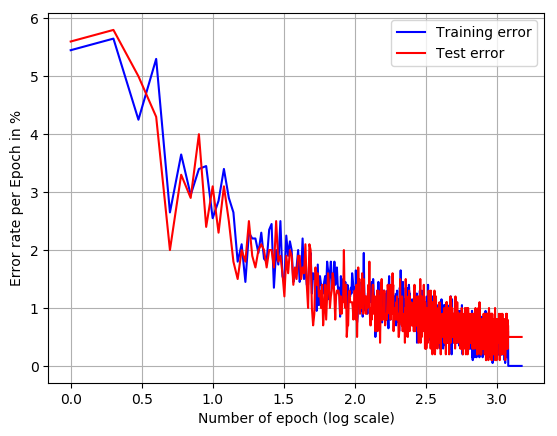 Training error
Test error
Error rate per Epoch in %
6
5
4
3
2
1
0
0.0 0.5 1.0 1.5 2.0 2.5 3.0
Number of epoch (log scale)